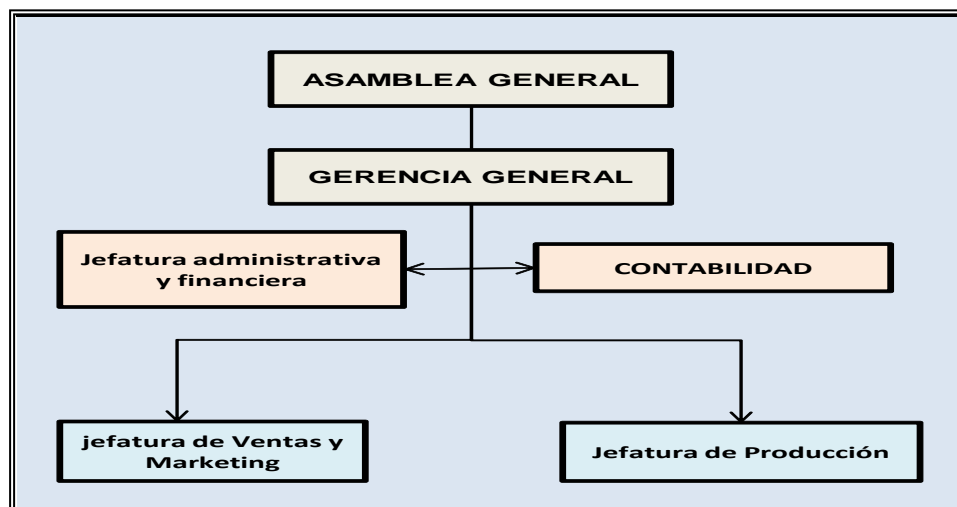 ASAMBLEA GENERAL
GERENCIA GENERAL
Jefatura administrativa
y financiera
CONTABILIDAD
jefatura de Ventas y
Marketing
Jefatura de Producción